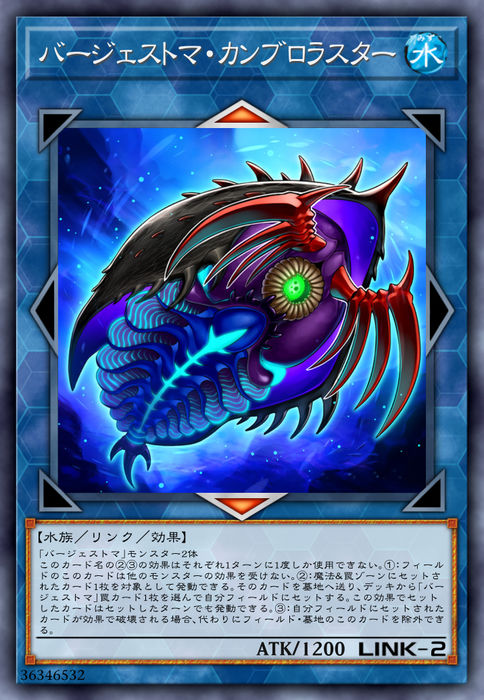 バージェストマ・カンブロラスター
みず
水
【水族／リンク／効果】
「バージェストマ」モンスター2体
このカード名の②③の効果はそれぞれ1ターンに1度しか使用できない。①:フィール
ドのこのカードは他のモンスターの効果を受けない。②:魔法&罠ゾーンにセットさ
れたカード1枚を対象として発動できる。そのカードを墓地へ送り、デッキから「バー
ジェストマ」罠カード1枚を選んで自分フィールドにセットする。この効果でセッ
トしたカードはセットしたターンでも発動できる。③:自分フィールドにセットされた
カードが効果で破壊される場合、代わりにフィールド・墓地のこのカードを除外でき
る。
ATK/1200 LINK-2
36346532